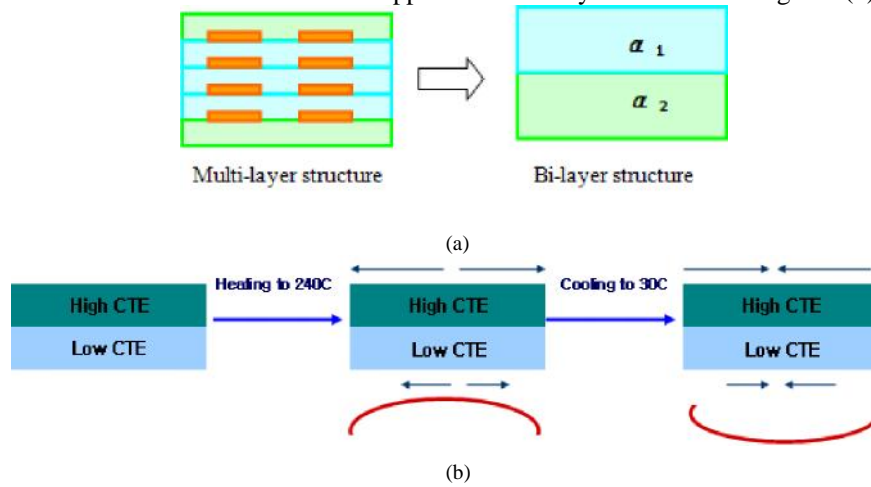 α 1
α 2
Multi-layer structure
Bi-layer structure
(a)
Heating to 240C
Cooling to 30C
High CTE
High CTE
High CTE
Low CTE
Low CTE
Low CTE
(b)